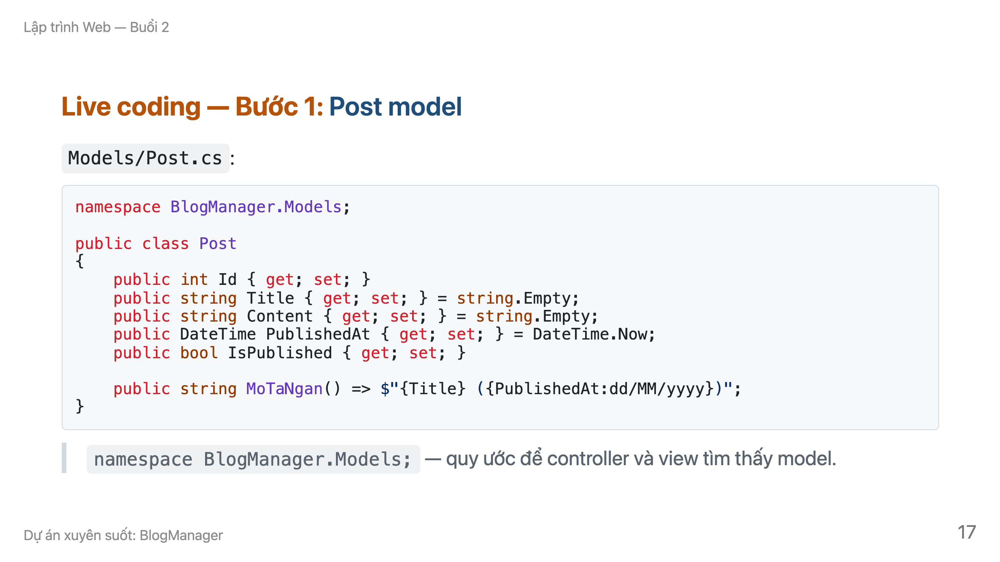 Lập trình Web — Buổi 2
Live coding — Bước 1: Post model
Models/Post.cs:
namespace BlogManager.Models;
public class Post
{
    public int Id { get; set; }
    public string Title { get; set; } = string.Empty;
    public string Content { get; set; } = string.Empty;
    public DateTime PublishedAt { get; set; } = DateTime.Now;
    public bool IsPublished { get; set; }
    public string MoTaNgan() => $"{Title} ({PublishedAt:dd/MM/yyyy})";
}
namespace BlogManager.Models; — quy ước để controller và view tìm thấy model.
Dự án xuyên suốt: BlogManager
17